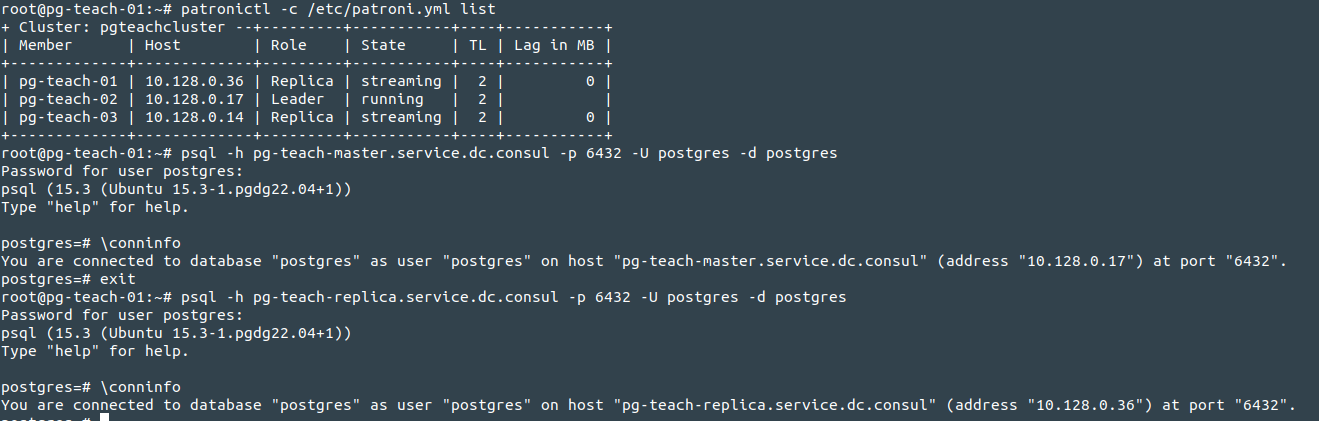 root@pg-teach-01:~# patronictl -c /etc/patroni.yml list
+ Cluster: pgteachcluster --+---------+-----------+----+-----------+
| Member      | Host        | Role    | State     | TL | Lag in MB |
+-------------+-------------+---------+-----------+----+-----------+
| pg-teach-01 | 10.128.0.36 | Replica | streaming |  2 |         0 |
| pg-teach-02 | 10.128.0.17 | Leader  | running   |  2 |           |
| pg-teach-03 | 10.128.0.14 | Replica | streaming |  2 |         0 |
+-------------+-------------+---------+-----------+----+-----------+
root@pg-teach-01:~# psql -h pg-teach-master.service.dc.consul -p 6432 -U postgres -d postgres
Password for user postgres:
psql (15.3 (Ubuntu 15.3-1.pgdg22.04+1))
Type "help" for help.

postgres=# \conninfo
You are connected to database "postgres" as user "postgres" on host "pg-teach-master.service.dc.consul" (address "10.128.0.17") at port "6432".
postgres=# exit
root@pg-teach-01:~# psql -h pg-teach-replica.service.dc.consul -p 6432 -U postgres -d postgres
Password for user postgres:
psql (15.3 (Ubuntu 15.3-1.pgdg22.04+1))
Type "help" for help.

postgres=# \conninfo
You are connected to database "postgres" as user "postgres" on host "pg-teach-replica.service.dc.consul" (address "10.128.0.36") at port "6432".
postgres=#